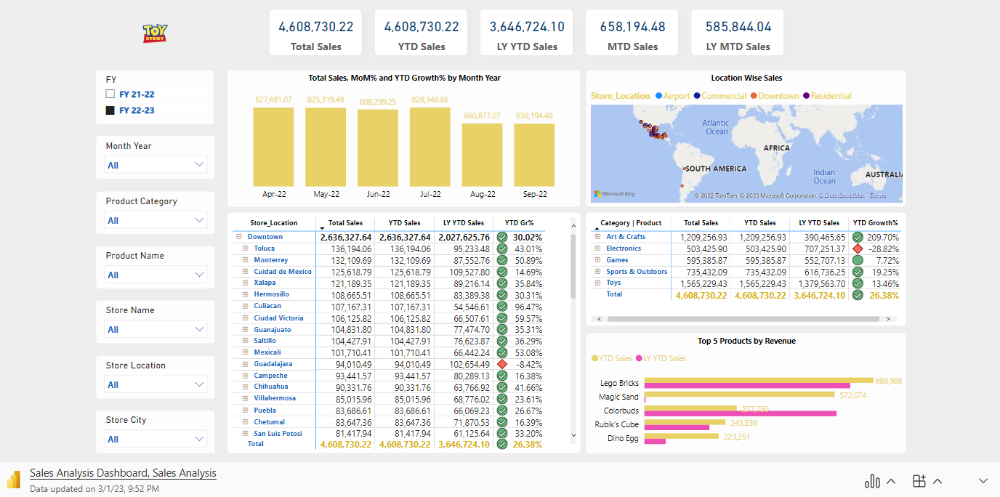 TOY
STORY
4,608,730.22
Total Sales
4,608,730.22
YTD Sales
3,646,724.10
LY YTD Sales
658,194.48
MTD Sales
585,844.04
LY MTD Sales
FY
FY 21-22
FY 22-23
Month Year
All
Product Category
All
Product Name
All
Store Name
All
Store Location
All
Store City
All
Total Sales, MoM% and YTD Growth% by Month Year
827,691.07 825,319.49 808,299.25 828,348.86 660,877.07 658,194.48
Apr-22 May-22 Jun-22 Jul-22 Aug-22 Sep-22
Location Wise Sales
Store_Location Airport Commercial Downtown Residential
Atlantic
Ocean
AFRICA
SOUTH AMERICA
Indian
Ocean
AUSTRALI
Microsoft Bing
© 2022 TomTom, © 2023 Microsoft Corporation, © OpenStreetMap Terms
Store_Location Total Sales YTD Sales LY YTD Sales YTD Gr%
Downtown 2,636,327.64 2,636,327.64 2,027,625.76 30.02%
Toluca 136,194.06 136,194.06 95,233.48 43.01%
Monterrey 132,109.69 132,109.69 87,552.76 50.89%
Cuidad de Mexico 125,618.79 125,618.79 109,527.80 14.69%
Xalapa 121,189.35 121,189.35 89,216.14 35.84%
Hermosillo 108,665.51 108,665.51 83,389.38 30.31%
Culiacan 107,167.31 107,167.31 54,546.61 96.47%
Ciudad Victoria 106,125.82 106,125.82 66,507.61 59.57%
Guanajuato 104,831.80 104,831.80 77,474.70 35.31%
Saltillo 104,427.91 104,427.91 76,623.87 36.29%
Mexicali 101,710.41 101,710.41 66,442.24 53.08%
Guadalajara 94,010.49 94,010.49 102,654.49 -8.42%
Campeche 93,441.57 93,441.57 80,289.13 16.38%
Chihuahua 90,331.76 90,331.76 63,766.92 41.66%
Villahermosa 85,015.96 85,015.96 68,776.02 23.61%
Puebla 83,686.61 83,686.61 66,069.23 26.67%
Chetumal 83,647.36 83,647.36 71,870.53 16.39%
San Luis Potosi 81,417.94 81,417.94 61,125.64 33.20%
Total 4,608,730.22 4,608,730.22 3,646,724.10 26.38%
Category | Product Total Sales YTD Sales LY YTD Sales YTD Growth%
Art & Crafts 1,209,256.93 1,209,256.93 390,465.65 209.70%
Electronics 503,425.90 503,425.90 707,251.37 -28.82%
Games 595,385.87 595,385.87 552,707.13 7.72%
Sports & Outdoors 735,432.09 735,432.09 616,736.25 19.25%
Toys 1,565,229.43 1,565,229.43 1,379,563.70 13.46%
Total 4,608,730.22 4,608,730.22 3,646,724.10 26.38%
Top 5 Products by Revenue
YTD Sales LY YTD Sales
Lego Bricks 688,988
Magic Sand 572,074
Colorbuds 277,750
Rubik's Cube 243,838
Dino Egg 223,251
Sales Analysis Dashboard, Sales Analysis
Data updated on 3/1/23, 9:52 PM